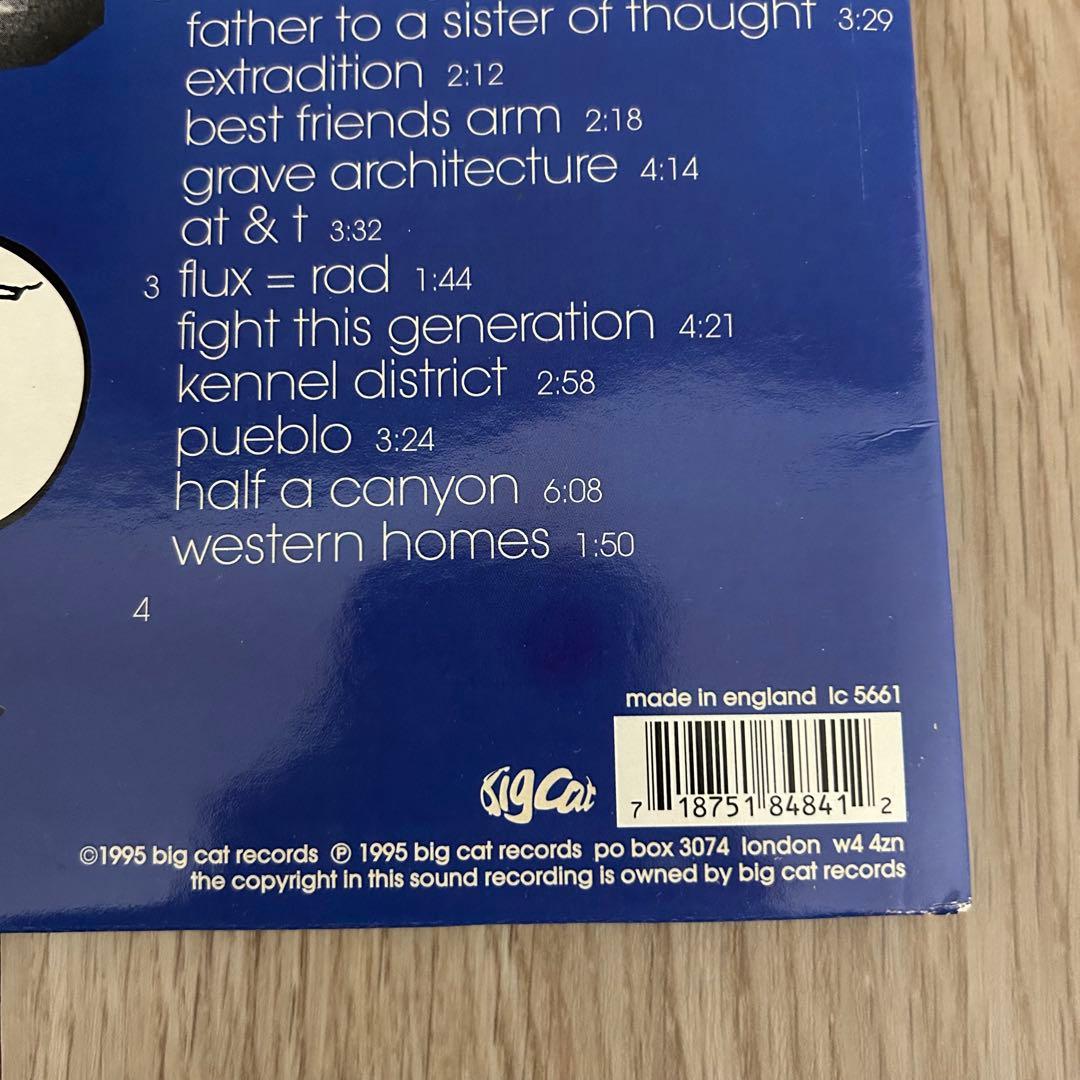 father to a sister of thought 3:29
extradition 2:12
best friends arm 2:18
grave architecture 4:14
at & t 3:32
3 flux = rad 1:44
fight this generation 4:21
kennel district 2:58
pueblo 3:24
half a canyon 6:08
western homes 1:50
4
made in england lc 5661
Big Cat
7 18751 84841 2
©1995 big cat records ℗ 1995 big cat records po box 3074 london w4 4zn
the copyright in this sound recording is owned by big cat records